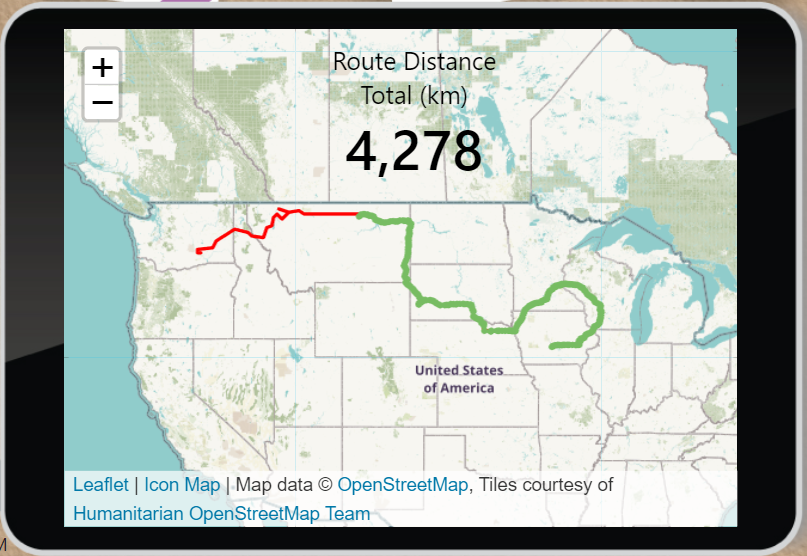 +
Route Distance
Total (km)
−
4,278
United States
of America
Leaflet | Icon Map | Map data © OpenStreetMap, Tiles courtesy of
Humanitarian OpenStreetMap Team
M